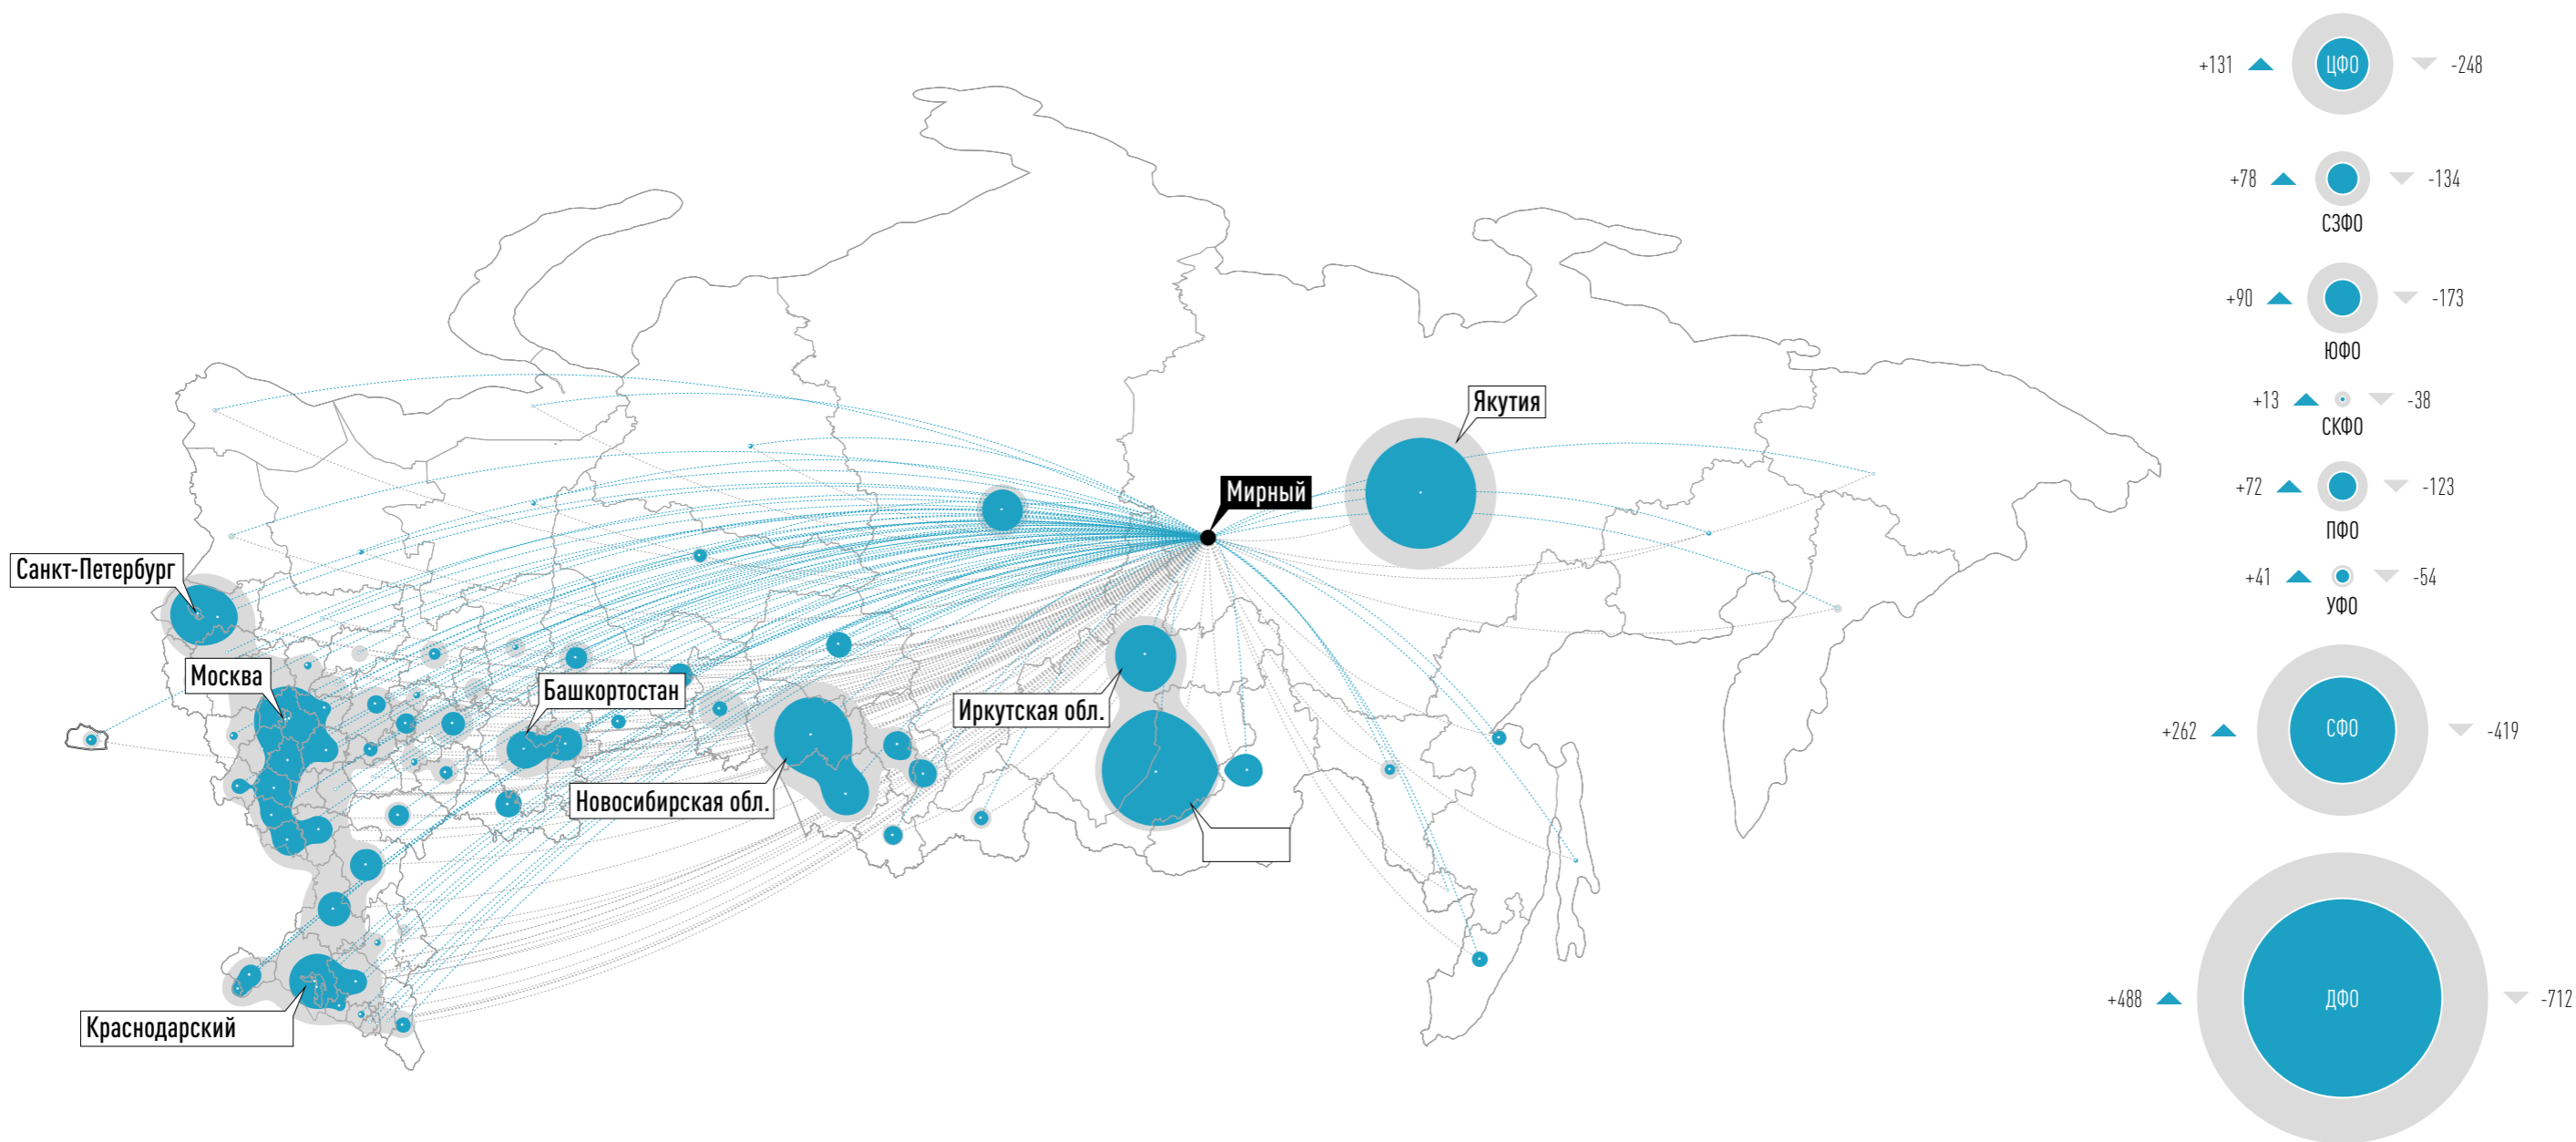 +131
ЦФО
-248
+78
-134
СЗФО
+90
-173
ЮФО
+13
-38
СКФО
+72
-123
ПФО
+41
-54
УФО
+262
СФО
-419
+488
ДФО
-712
Якутия
Мирный
Санкт-Петербург
Москва
Башкортостан
Иркутская обл.
Новосибирская обл.
Краснодарский